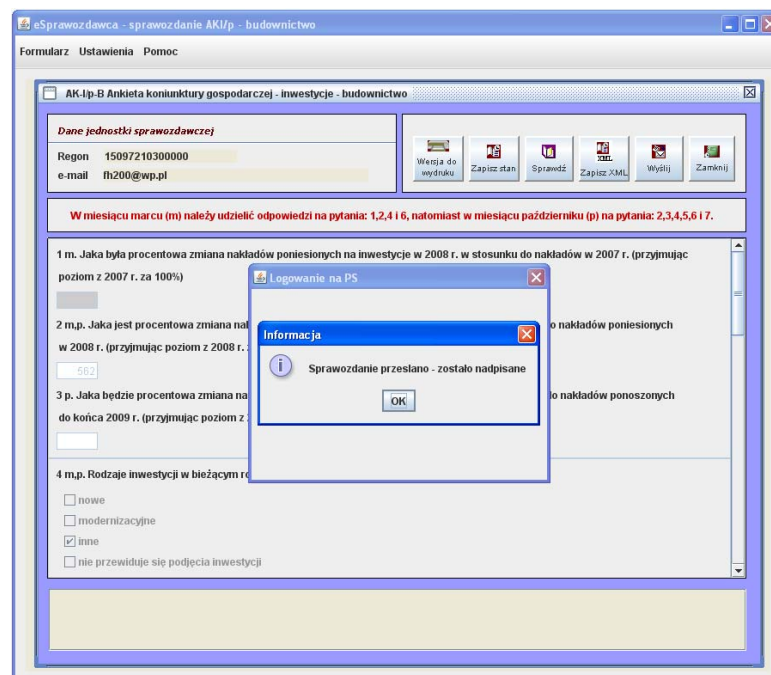 eSprawozdawca - sprawozdanie AKI/p - budownictwo
Formularz Ustawienia Pomoc
AK-I/p-B Ankieta koniunktury gospodarczej - inwestycje - budownictwo
Dane jednostki sprawozdawczej
Regon 15097210300000
e-mail fh200@wp.pl
Wersja do wydruku
Zapisz stan
Sprawdź
Zapisz XML
Wyślij
Zamknij
W miesiącu marcu (m) należy udzielić odpowiedzi na pytania: 1,2,4 i 6, natomiast w miesiącu październiku (p) na pytania: 2,3,4,5,6 i 7.
1 m. Jaka była procentowa zmiana nakładów poniesionych na inwestycje w 2008 r. w stosunku do nakładów w 2007 r. (przyjmując
poziom z 2007 r. za 100%)
Logowanie na PS
2 m,p. Jaka jest procentowa zmiana nak
o nakładów poniesionych
w 2008 r. (przyjmując poziom z 2008 r.
562
Informacja
Sprawozdanie przesłano - zostało nadpisane
OK
3 p. Jaka będzie procentowa zmiana na
do nakładów ponoszonych
do końca 2009 r. (przyjmując poziom z
4 m,p. Rodzaje inwestycji w bieżącym ro
nowe
modernizacyjne
inne
nie przewiduje się podjęcia inwestycji